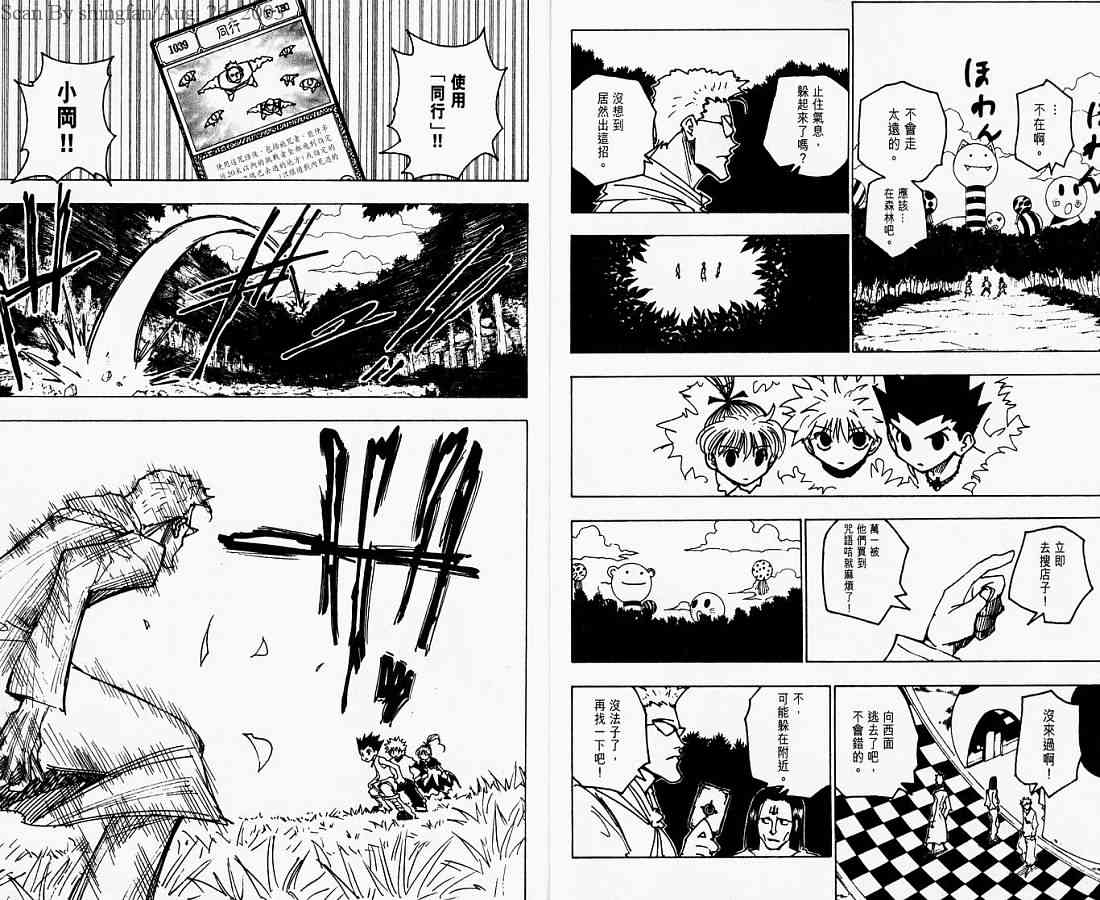 …
不在啊。
ほわん
ほわ
不會走
太遠的。
應該…
在森林吧。
止住氣息，
躲起來了嗎？
沒想到
居然出這招。
立即
去搜店子！
萬一被
他們買到
咒語咭就麻煩了！
沒來過啊！
向西面
逃去了吧，
不會錯的。
不，
可能躲在附近。
沒法子了，
再找一下吧！
Scan By shingfan/Aug.
使用
「同行」!!
1039
同行
F-130
小岡!!